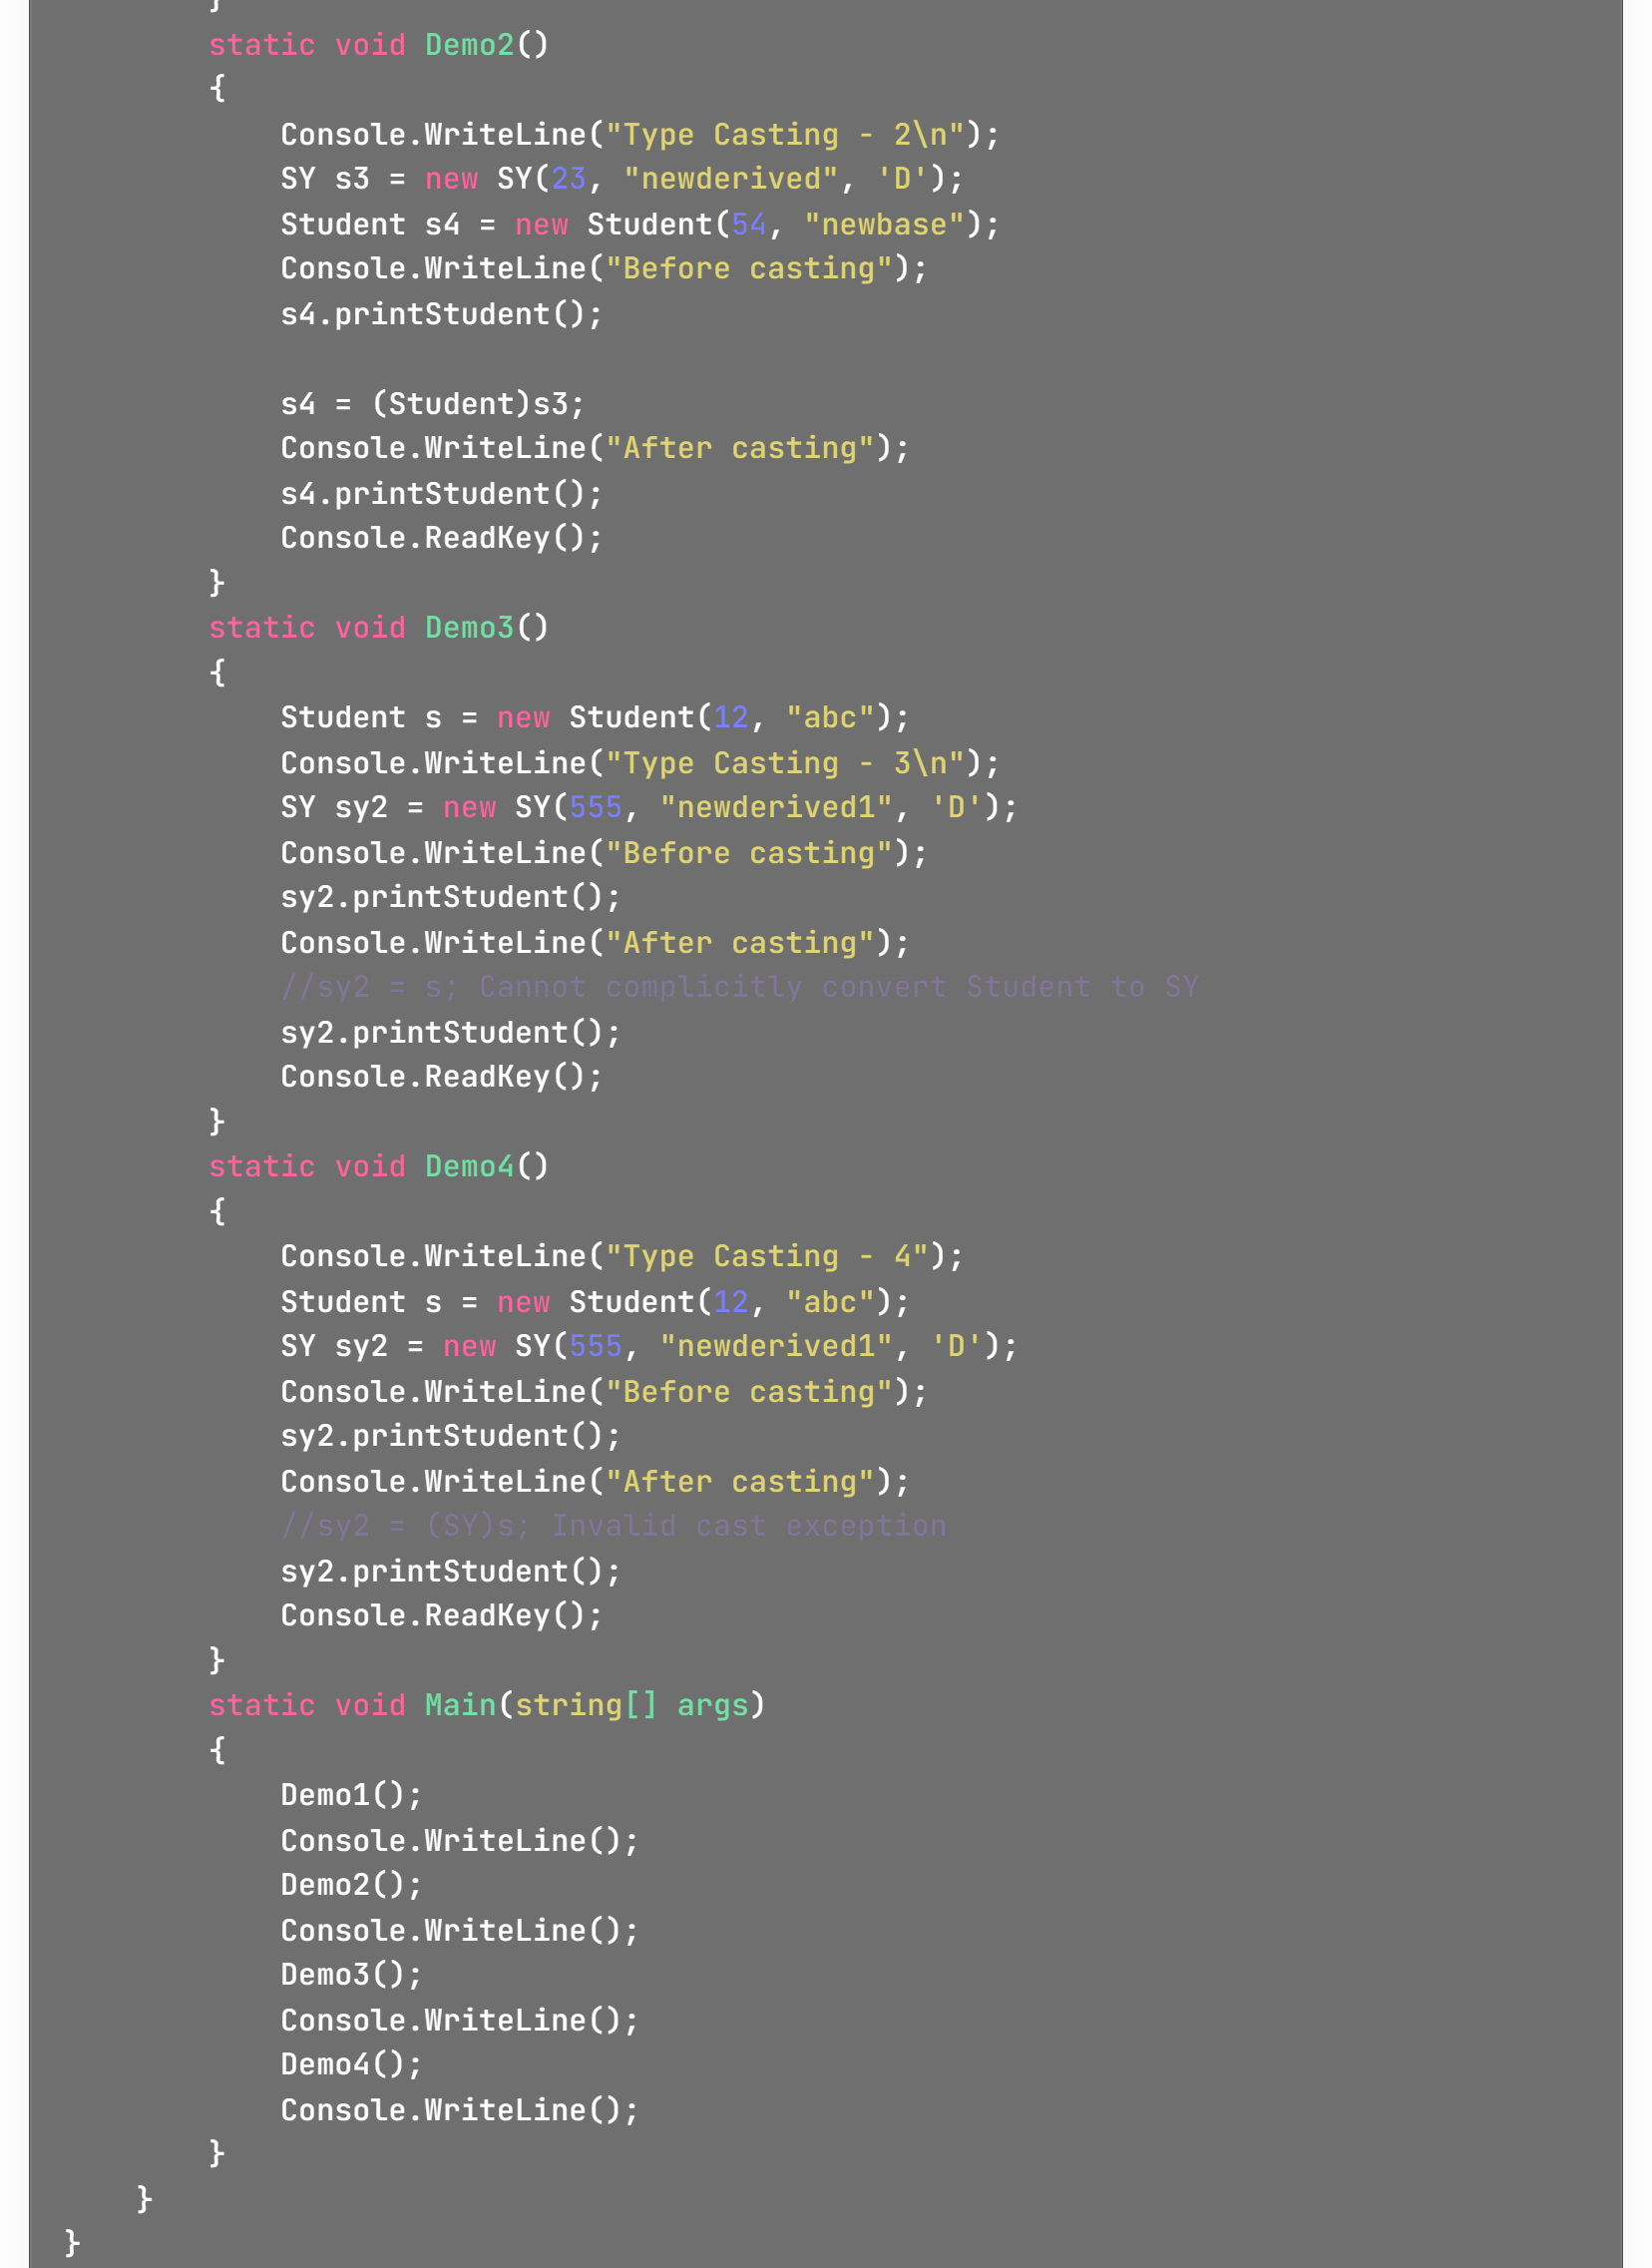 }
static void Demo2()
{
Console.WriteLine("Type Casting - 2\n");
SY s3 = new SY(23, "newderived", 'D');
Student s4 = new Student(54, "newbase");
Console.WriteLine("Before casting");
s4.printStudent();
s4 = (Student)s3;
Console.WriteLine("After casting");
s4.printStudent();
Console.ReadKey();
}
static void Demo3()
{
Student s = new Student(12, "abc");
Console.WriteLine("Type Casting - 3\n");
SY sy2 = new SY(555, "newderived1", 'D');
Console.WriteLine("Before casting");
sy2.printStudent();
Console.WriteLine("After casting");
//sy2 = s; Cannot complicitly convert Student to SY
sy2.printStudent();
Console.ReadKey();
}
static void Demo4()
{
Console.WriteLine("Type Casting - 4");
Student s = new Student(12, "abc");
SY sy2 = new SY(555, "newderived1", 'D');
Console.WriteLine("Before casting");
sy2.printStudent();
Console.WriteLine("After casting");
//sy2 = (SY)s; Invalid cast exception
sy2.printStudent();
Console.ReadKey();
}
static void Main(string[] args)
{
Demo1();
Console.WriteLine();
Demo2();
Console.WriteLine();
Demo3();
Console.WriteLine();
Demo4();
Console.WriteLine();
}
}
}